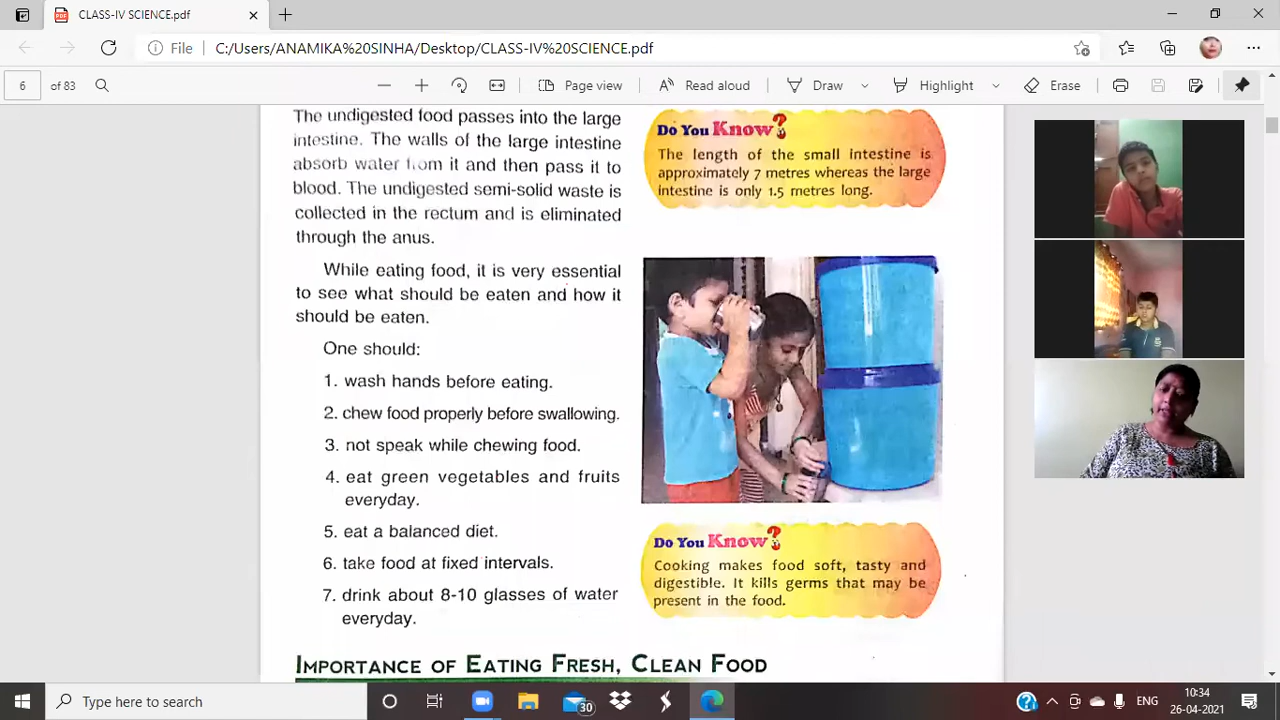 CLASS-IV SCIENCE.pdf
File
C:/Users/ANAMIKA%20SINHA/Desktop/CLASS-IV%20SCIENCE.pdf
6 of 83
Page view
Read aloud
Draw
Highlight
Erase
The undigested food passes into the large
intestine. The walls of the large intestine
absorb water from it and then pass it to
blood. The undigested semi-solid waste is
collected in the rectum and is eliminated
through the anus.
While eating food, it is very essential
to see what should be eaten and how it
should be eaten.
One should:
1. wash hands before eating.
2. chew food properly before swallowing.
3. not speak while chewing food.
4. eat green vegetables and fruits
everyday.
5. eat a balanced diet.
6. take food at fixed intervals.
7. drink about 8-10 glasses of water
everyday.
Do You Know?
The length of the small intestine is
approximately 7 metres whereas the large
intestine is only 1.5 metres long.
Do You Know?
Cooking makes food soft, tasty and
digestible. It kills germs that may be
present in the food.
IMPORTANCE OF EATING FRESH, CLEAN FOOD
Type here to search
30
ENG
10:34
26-04-2021